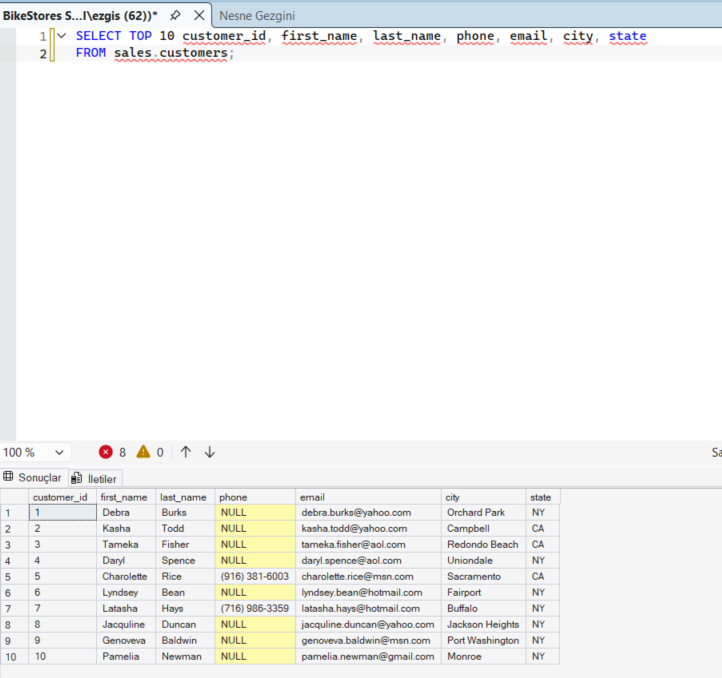 BikeStores S...l\ezgis (62))* Nesne Gezgini
1 SELECT TOP 10 customer_id, first_name, last_name, phone, email, city, state
2 FROM sales.customers;
100 % 8 0 Sa
Sonuçlar İletiler
customer_id first_name last_name phone email city state
1 1 Debra Burks NULL debra.burks@yahoo.com Orchard Park NY
2 2 Kasha Todd NULL kasha.todd@yahoo.com Campbell CA
3 3 Tameka Fisher NULL tameka.fisher@aol.com Redondo Beach CA
4 4 Daryl Spence NULL daryl.spence@aol.com Uniondale NY
5 5 Charolette Rice (916) 381-6003 charolette.rice@msn.com Sacramento CA
6 6 Lyndsey Bean NULL lyndsey.bean@hotmail.com Fairport NY
7 7 Latasha Hays (716) 986-3359 latasha.hays@hotmail.com Buffalo NY
8 8 Jacquline Duncan NULL jacquline.duncan@yahoo.com Jackson Heights NY
9 9 Genoveva Baldwin NULL genoveva.baldwin@msn.com Port Washington NY
10 10 Pamelia Newman NULL pamelia.newman@gmail.com Monroe NY